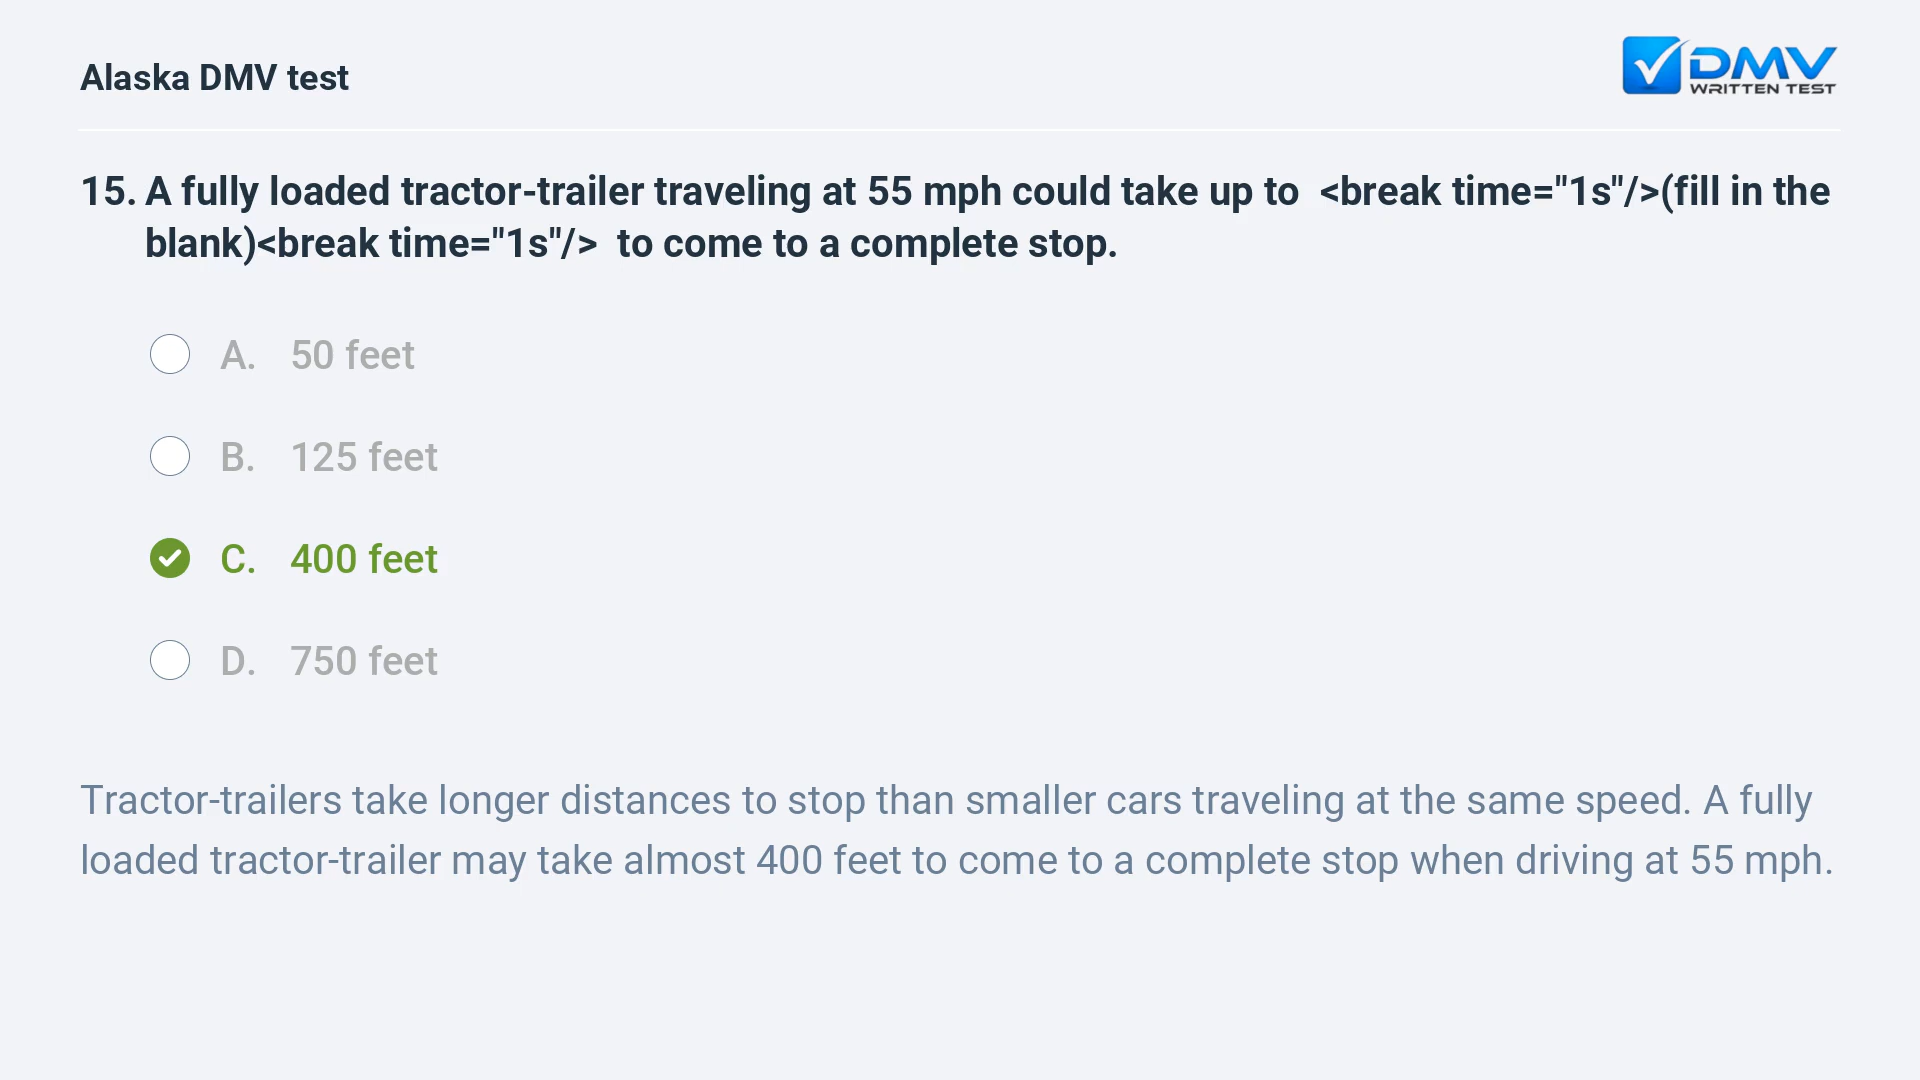 Alaska DMV test
DMV
WRITTEN TEST
15. A fully loaded tractor-trailer traveling at 55 mph could take up to  <break time="1s"/>(fill in the
blank)<break time="1s"/>  to come to a complete stop.
A. 50 feet
B. 125 feet
C. 400 feet
D. 750 feet
Tractor-trailers take longer distances to stop than smaller cars traveling at the same speed. A fully
loaded tractor-trailer may take almost 400 feet to come to a complete stop when driving at 55 mph.